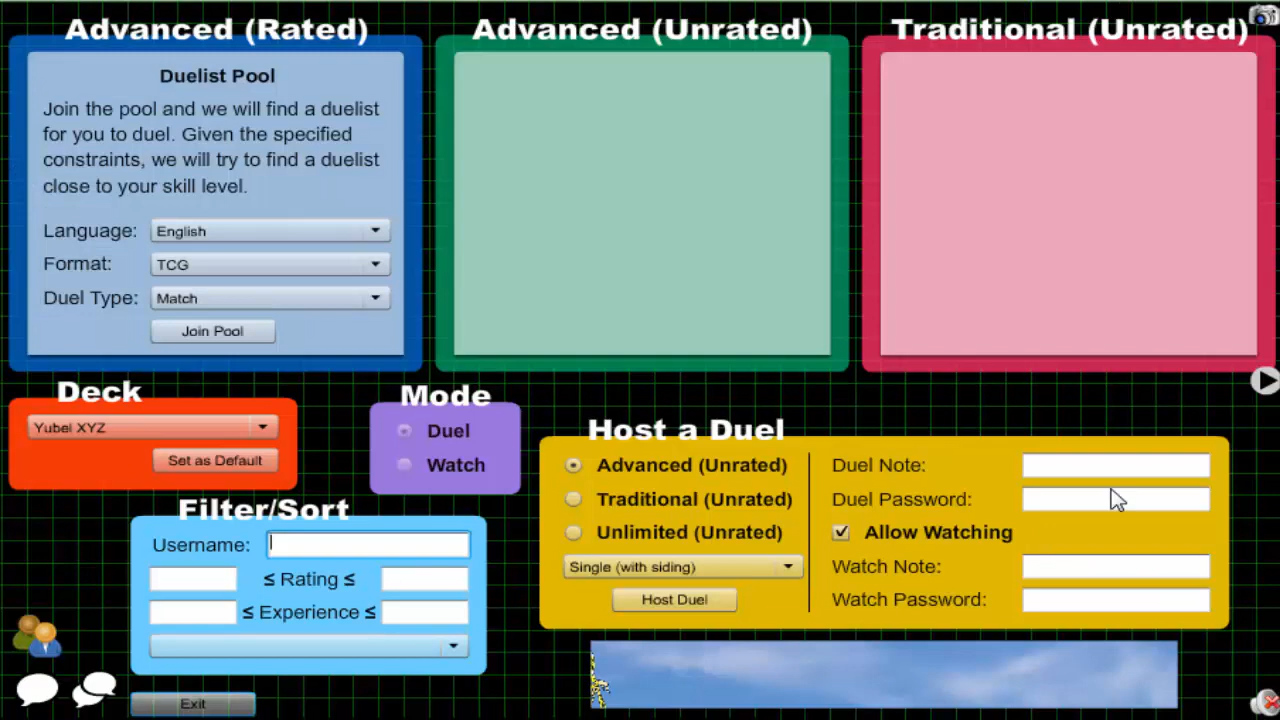 Advanced (Rated)
Advanced (Unrated)
Traditional (Unrated)
Duelist Pool
Join the pool and we will find a duelist
for you to duel. Given the specified
constraints, we will try to find a duelist
close to your skill level.
Language: English
Format: TCG
Duel Type: Match
Join Pool
Deck
Yubel XYZ
Set as Default
Mode
Duel
Watch
Filter/Sort
Username:
≤ Rating ≤
≤ Experience ≤
Exit
Host a Duel
Advanced (Unrated)
Traditional (Unrated)
Unlimited (Unrated)
Single (with siding)
Host Duel
Duel Note:
Duel Password:
Allow Watching
Watch Note:
Watch Password: